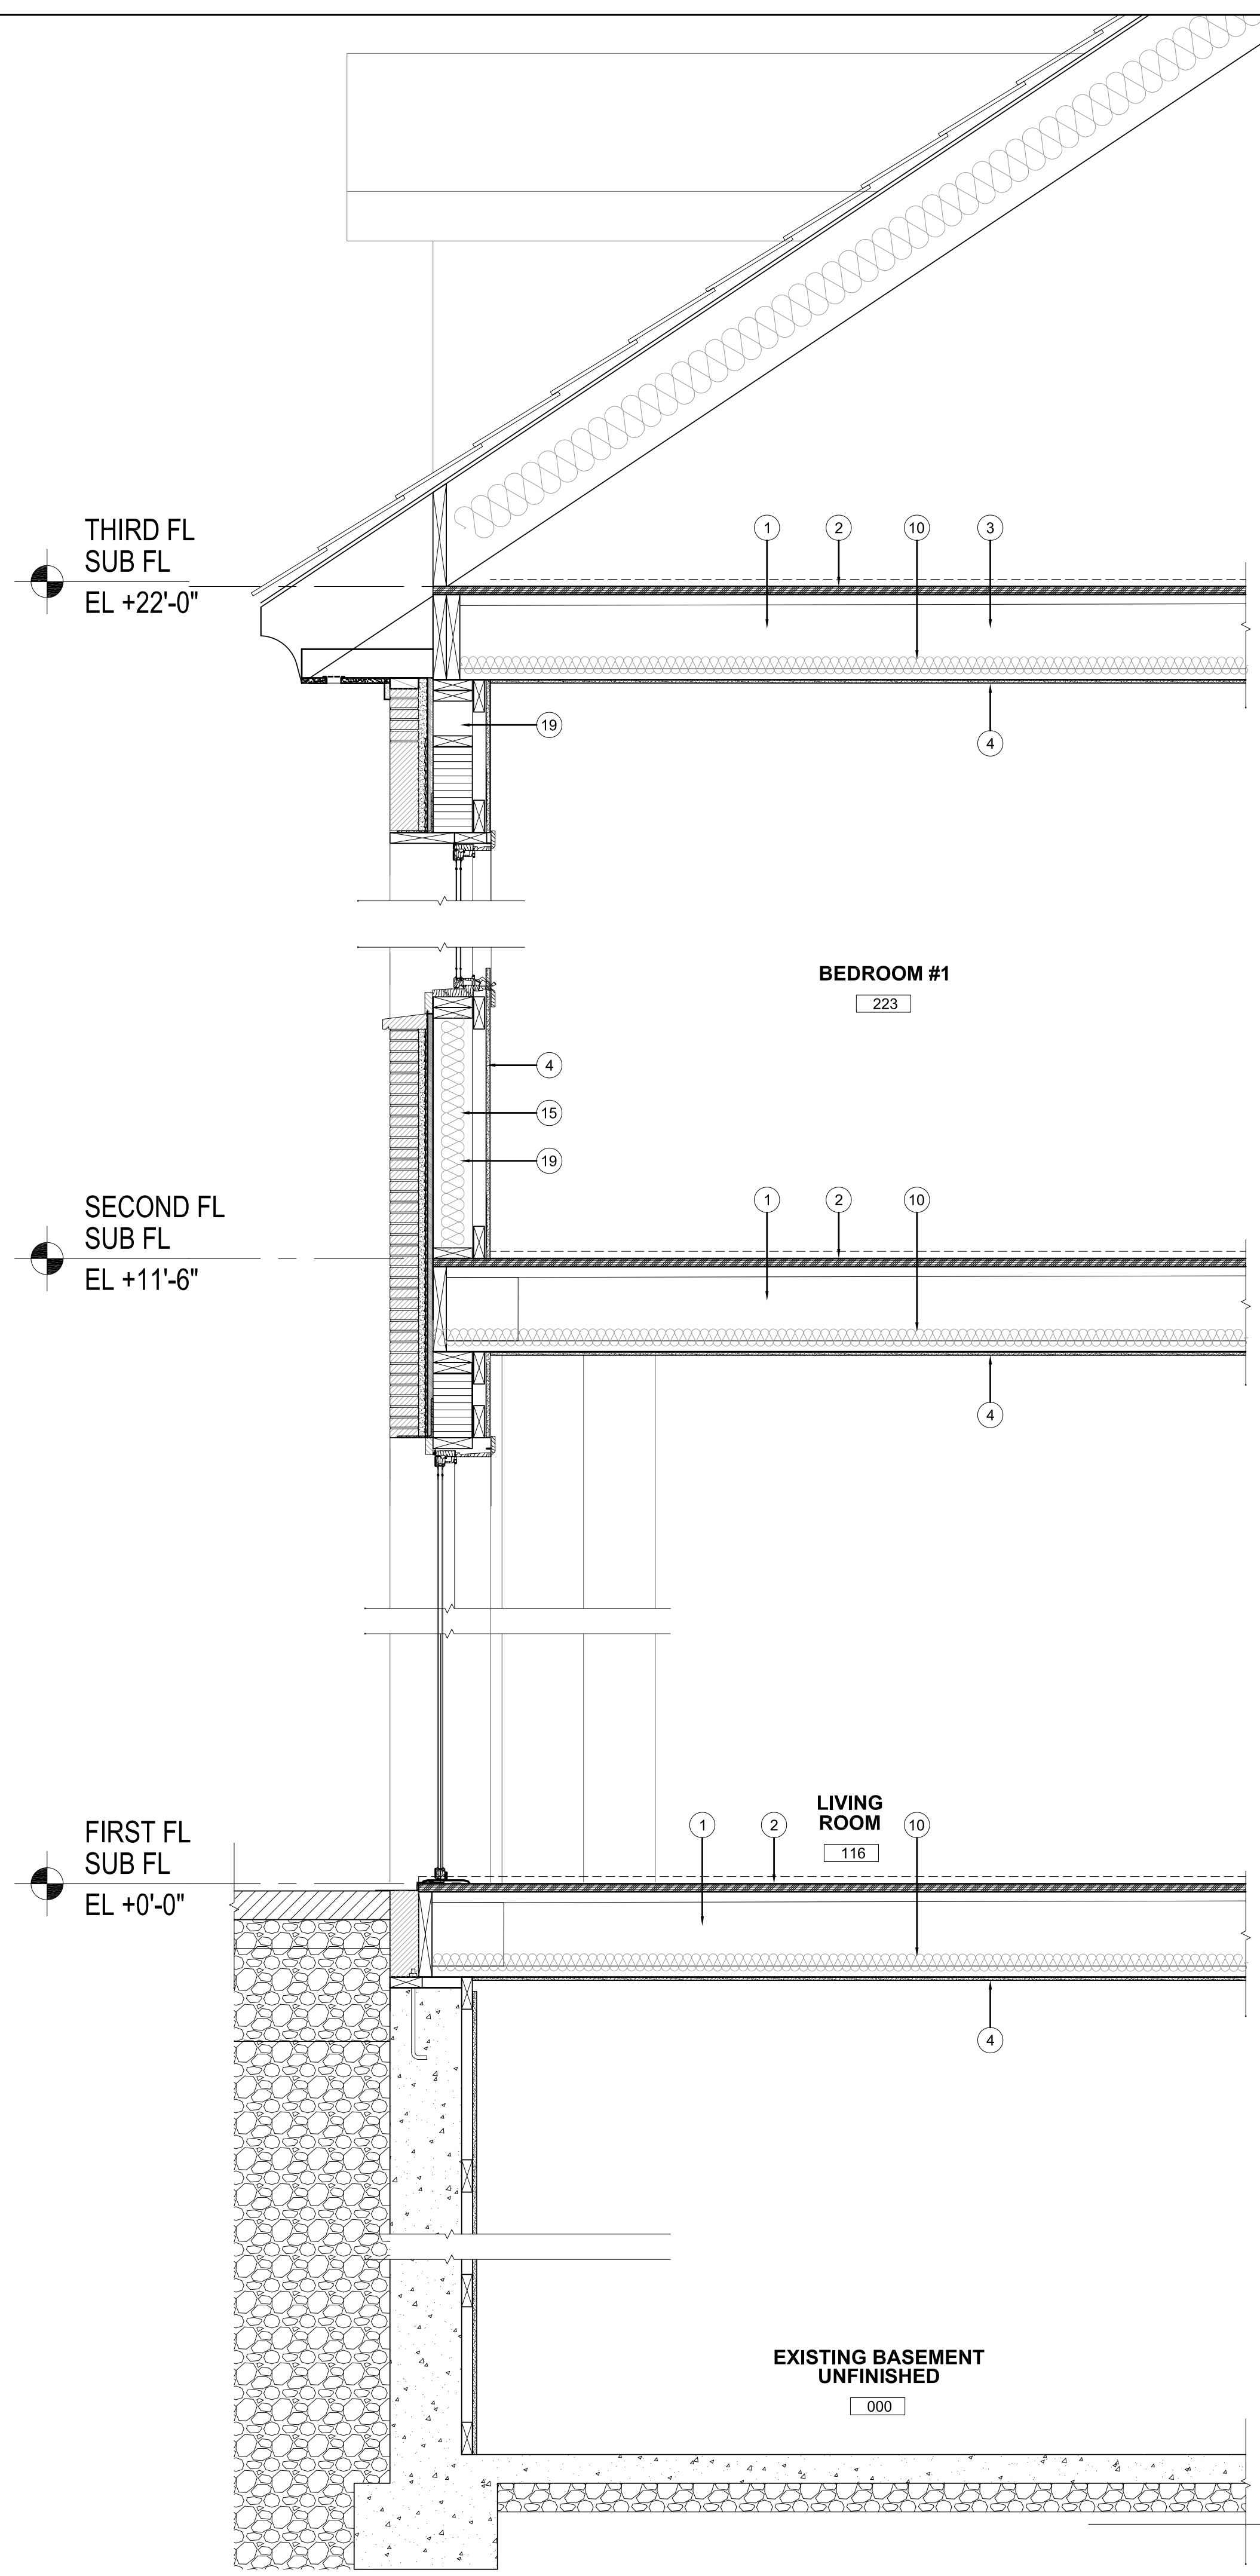 THIRD FL
SUB FL
EL +22'-0"
1
2
10
3
19
4
BEDROOM #1
223
4
15
19
SECOND FL
SUB FL
EL +11'-6"
1
2
10
4
LIVING
ROOM
116
1
2
10
FIRST FL
SUB FL
EL +0'-0"
4
EXISTING BASEMENT
UNFINISHED
000